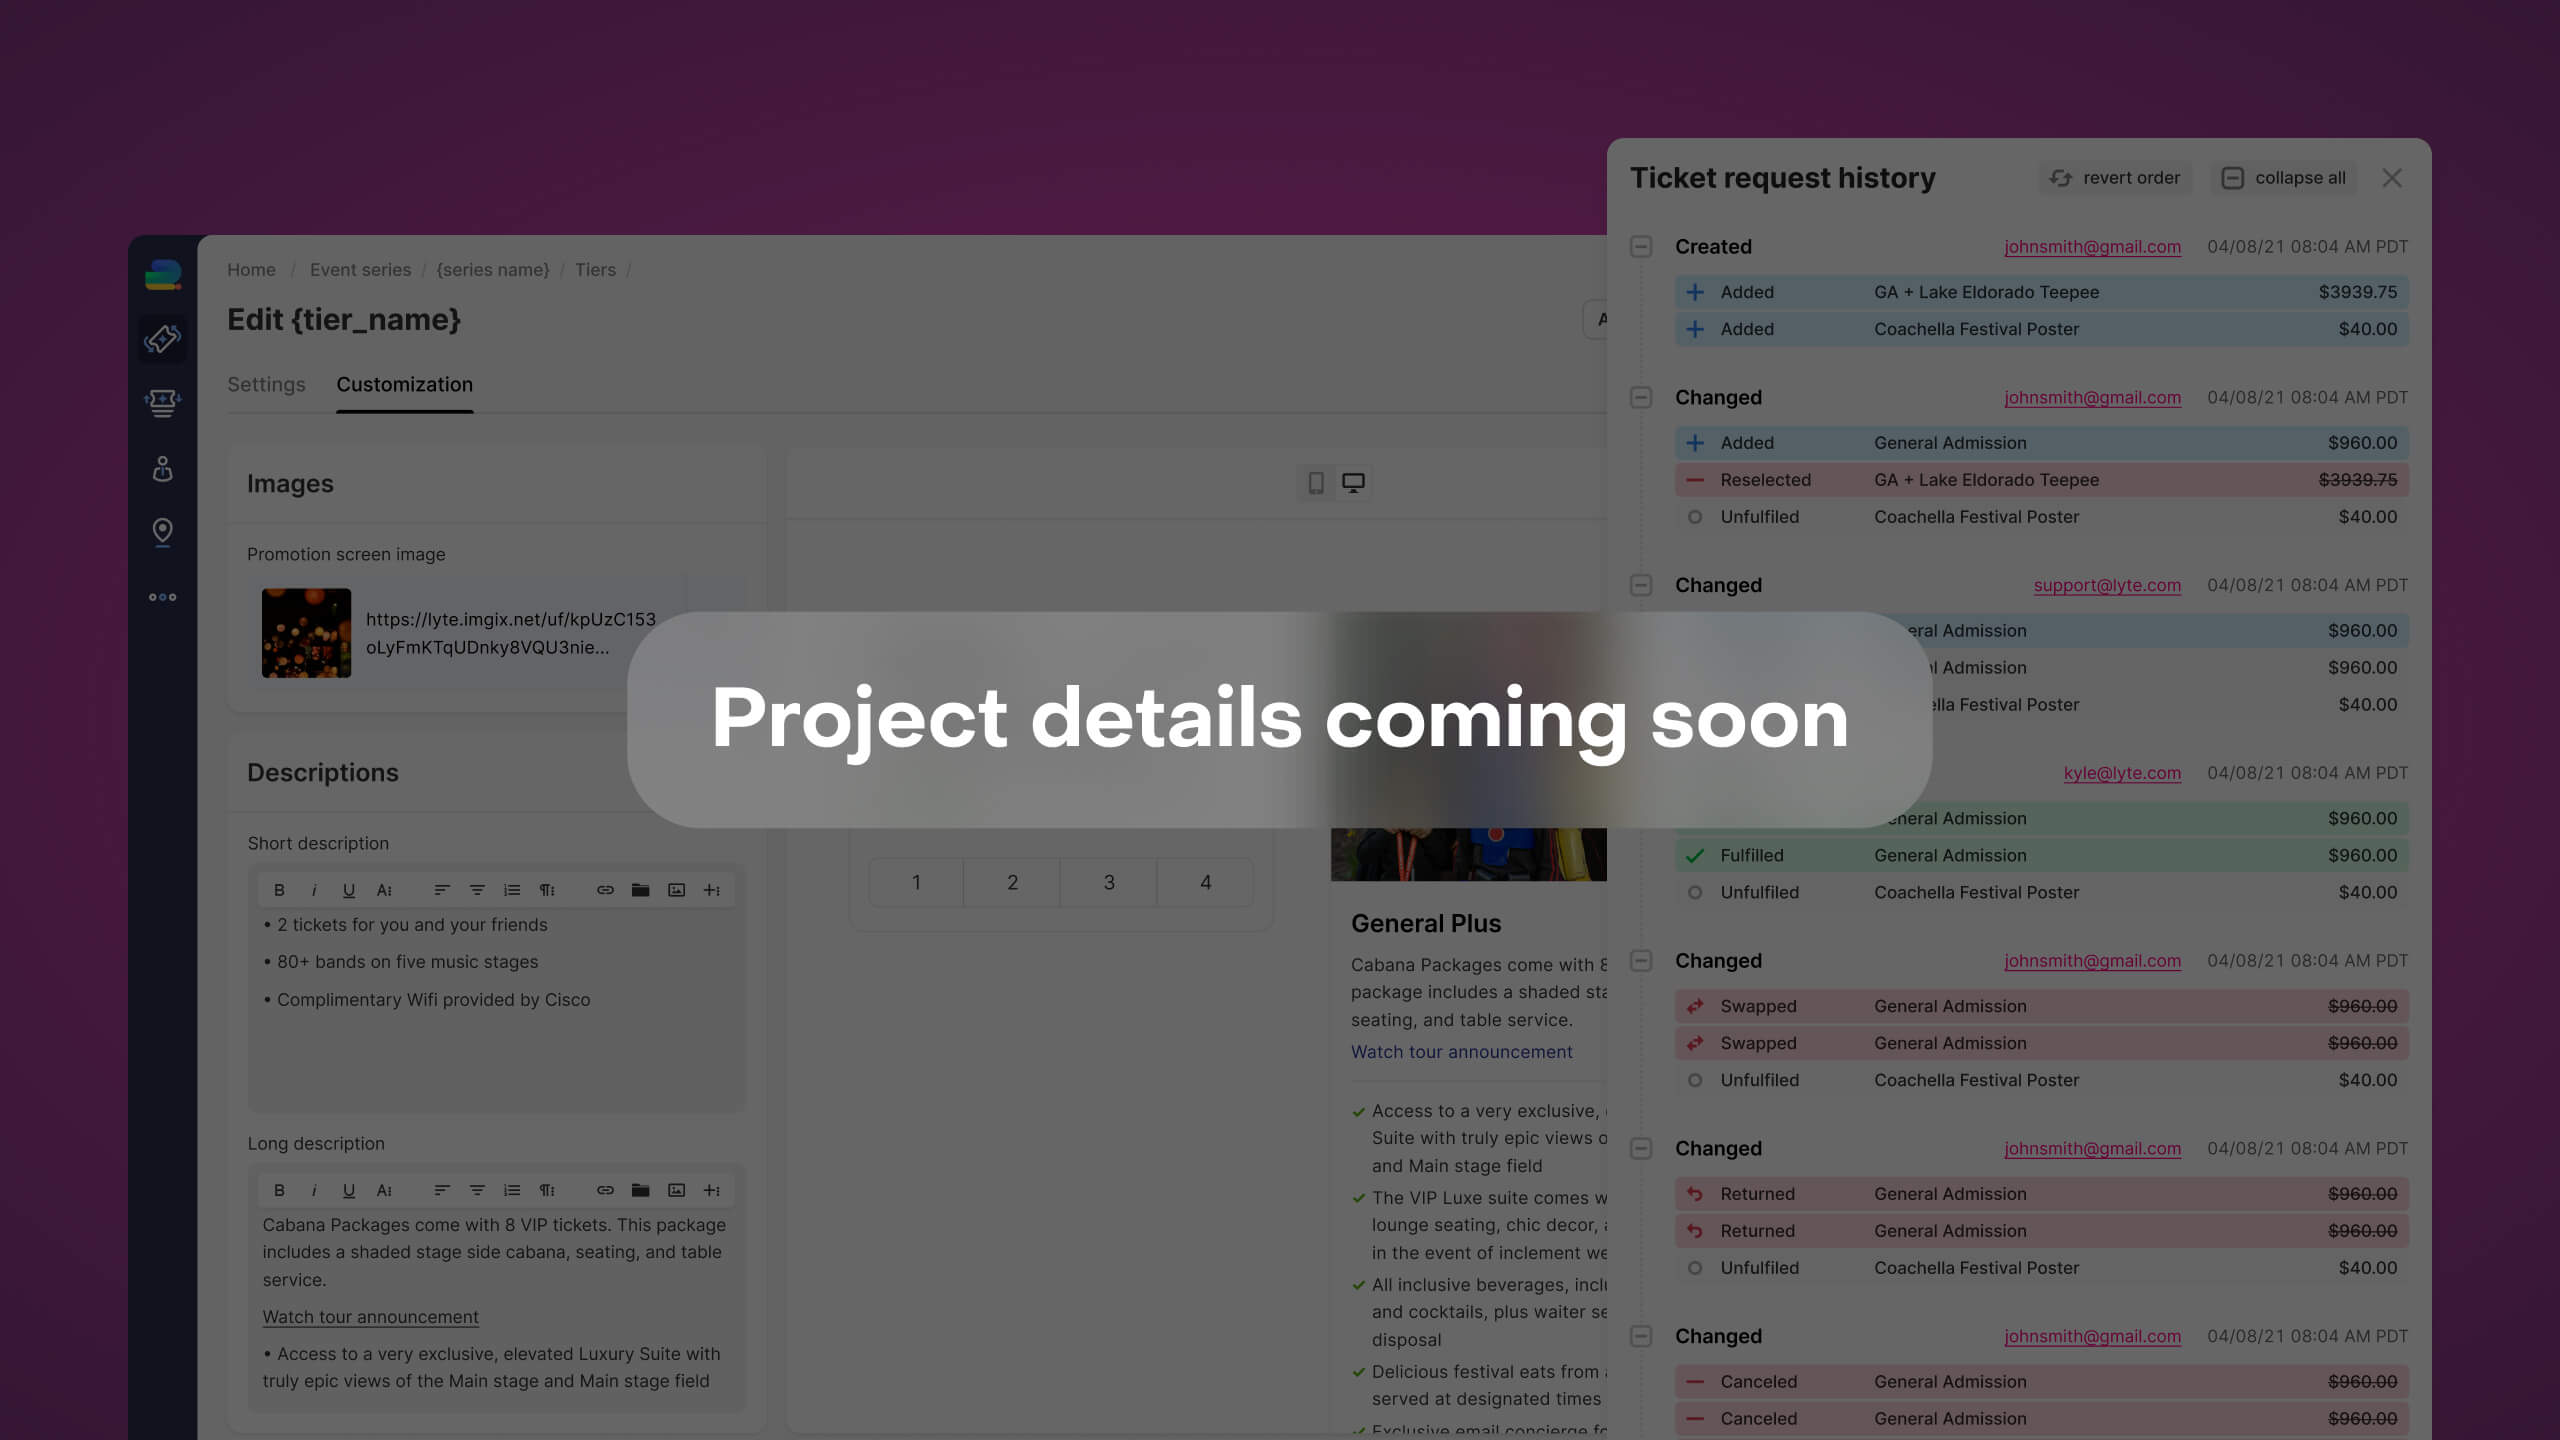 Home / Event series / {series name} / Tiers /
Edit {tier_name}
Settings Customization
Images
Promotion screen image
https://lyte.imgix.net/uf/kpUzC153
oLyFmKTqUDnky8VQU3nie...
Descriptions
Short description
B i U A
• 2 tickets for you and your friends
• 80+ bands on five music stages
• Complimentary Wifi provided by Cisco
Long description
B i U A
Cabana Packages come with 8 VIP tickets. This package
includes a shaded stage side cabana, seating, and table
service.
Watch tour announcement
• Access to a very exclusive, elevated Luxury Suite with
truly epic views of the Main stage and Main stage field
Project details coming soon
1 2 3 4
General Plus
Cabana Packages come with 8
package includes a shaded sta
seating, and table service.
Watch tour announcement
Access to a very exclusive,
Suite with truly epic views o
and Main stage field
The VIP Luxe suite comes w
lounge seating, chic decor,
in the event of inclement we
All inclusive beverages, incl
and cocktails, plus waiter se
disposal
Delicious festival eats from
served at designated times
Exclusive email concierge fo
Ticket request history revert order collapse all
Created johnsmith@gmail.com 04/08/21 08:04 AM PDT
Added GA + Lake Eldorado Teepee $3939.75
Added Coachella Festival Poster $40.00
Changed johnsmith@gmail.com 04/08/21 08:04 AM PDT
Added General Admission $960.00
Reselected GA + Lake Eldorado Teepee $3939.75
Unfulfiled Coachella Festival Poster $40.00
Changed support@lyte.com 04/08/21 08:04 AM PDT
eral Admission $960.00
al Admission $960.00
ella Festival Poster $40.00
kyle@lyte.com 04/08/21 08:04 AM PDT
eneral Admission $960.00
Fulfilled General Admission $960.00
Unfulfiled Coachella Festival Poster $40.00
Changed johnsmith@gmail.com 04/08/21 08:04 AM PDT
Swapped General Admission $960.00
Swapped General Admission $960.00
Unfulfiled Coachella Festival Poster $40.00
Changed johnsmith@gmail.com 04/08/21 08:04 AM PDT
Returned General Admission $960.00
Returned General Admission $960.00
Unfulfiled Coachella Festival Poster $40.00
Changed johnsmith@gmail.com 04/08/21 08:04 AM PDT
Canceled General Admission $960.00
Canceled General Admission $960.00